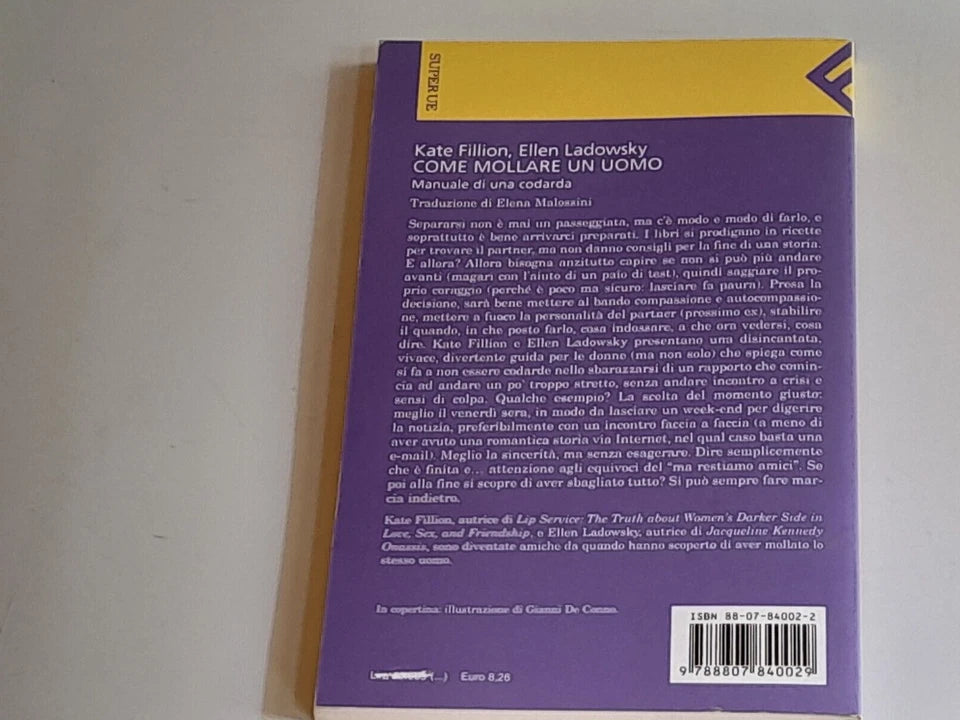 SUPER UE
Kate Fillion, Ellen Ladowsky
COME MOLLARE UN UOMO
Manuale di una codarda
Traduzione di Elena Malossini
Separarsi non è mai un passeggiata, ma c'è modo e modo di farlo, e
soprattutto è bene arrivarci preparati. I libri si prodigano in ricette
per trovare il partner, ma non danno consigli per la fine di una storia.
E allora? Allora bisogna anzitutto capire se non si può più andare
avanti (magari con l'aiuto di un paio di test), quindi saggiare il pro-
prio coraggio (perché è poco ma sicuro: lasciare fa paura). Presa la
decisione, sarà bene mettere al bando compassione e autocompassio-
ne, mettere a fuoco la personalità del partner (prossimo ex), stabilire
il quando, in che posto farlo, cosa indossare, a che ora vedersi, cosa
dire. Kate Fillion e Ellen Ladowsky presentano una disincantata,
vivace, divertente guida per le donne (ma non solo) che spiega come
si fa a non essere codarde nello sbarazzarsi di un rapporto che comin-
cia ad andare un po' troppo stretto, senza andare incontro a crisi e
sensi di colpa. Qualche esempio? La scelta del momento giusto:
meglio il venerdì sera, in modo da lasciare un week-end per digerire
la notizia, preferibilmente con un incontro faccia a faccia (a meno di
aver avuto una romantica storia via Internet, nel qual caso basta una
e-mail). Meglio la sincerità, ma senza esagerare. Dire semplicemente
che è finita e... attenzione agli equivoci del "ma restiamo amici". Se
poi alla fine si scopre di aver sbagliato tutto? Si può sempre fare mar-
cia indietro.
Kate Fillion, autrice di Lip Service: The Truth about Women's Darker Side in
Love, Sex, and Friendship, e Ellen Ladowsky, autrice di Jacqueline Kennedy
Onassis, sono diventate amiche da quando hanno scoperto di aver mollato lo
stesso uomo.
In copertina: illustrazione di Gianni De Conno.
ISBN 88-07-84002-2
9 788807 840029
(...) Euro 8,26